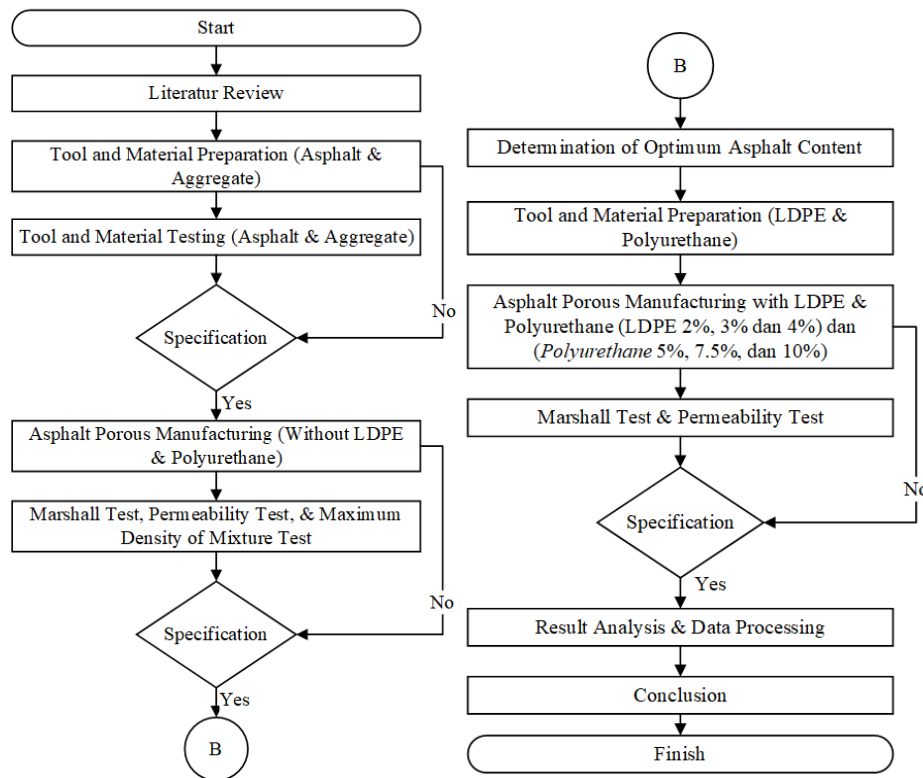 Start
Literatur Review
Tool and Material Preparation (Asphalt &
Aggregate)
Tool and Material Testing (Asphalt & Aggregate)
Specification
No
Yes
Asphalt Porous Manufacturing (Without LDPE
& Polyurethane)
Marshall Test, Permeability Test, & Maximum
Density of Mixture Test
Specification
No
Yes
B
B
Determination of Optimum Asphalt Content
Tool and Material Preparation (LDPE &
Polyurethane)
Asphalt Porous Manufacturing with LDPE &
Polyurethane (LDPE 2%, 3% dan 4%) dan
(Polyurethane 5%, 7.5%, dan 10%)
Marshall Test & Permeability Test
Specification
No
Yes
Result Analysis & Data Processing
Conclusion
Finish